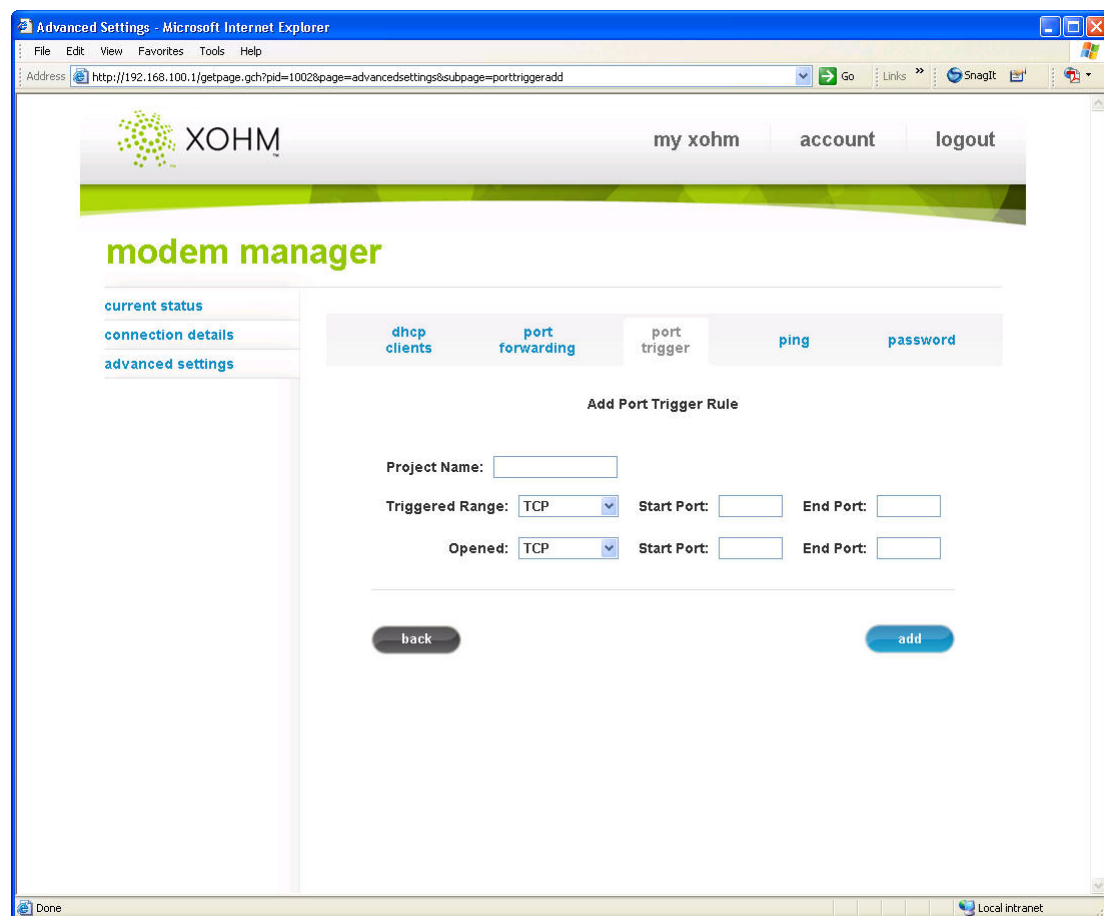 Advanced Settings - Microsoft Internet Explorer
File Edit View Favorites Tools Help
Address http://192.168.100.1/getpage.gch?pid=1002&page=advancedsettings&subpage=porttriggeradd Go Links » SnagIt
XOHM™ my xohm account logout
modem manager
current status
connection details
advanced settings
dhcp clients
port forwarding
port trigger
ping
password
Add Port Trigger Rule
Project Name:
Triggered Range: TCP Start Port: End Port:
Opened: TCP Start Port: End Port:
back add
Done Local intranet